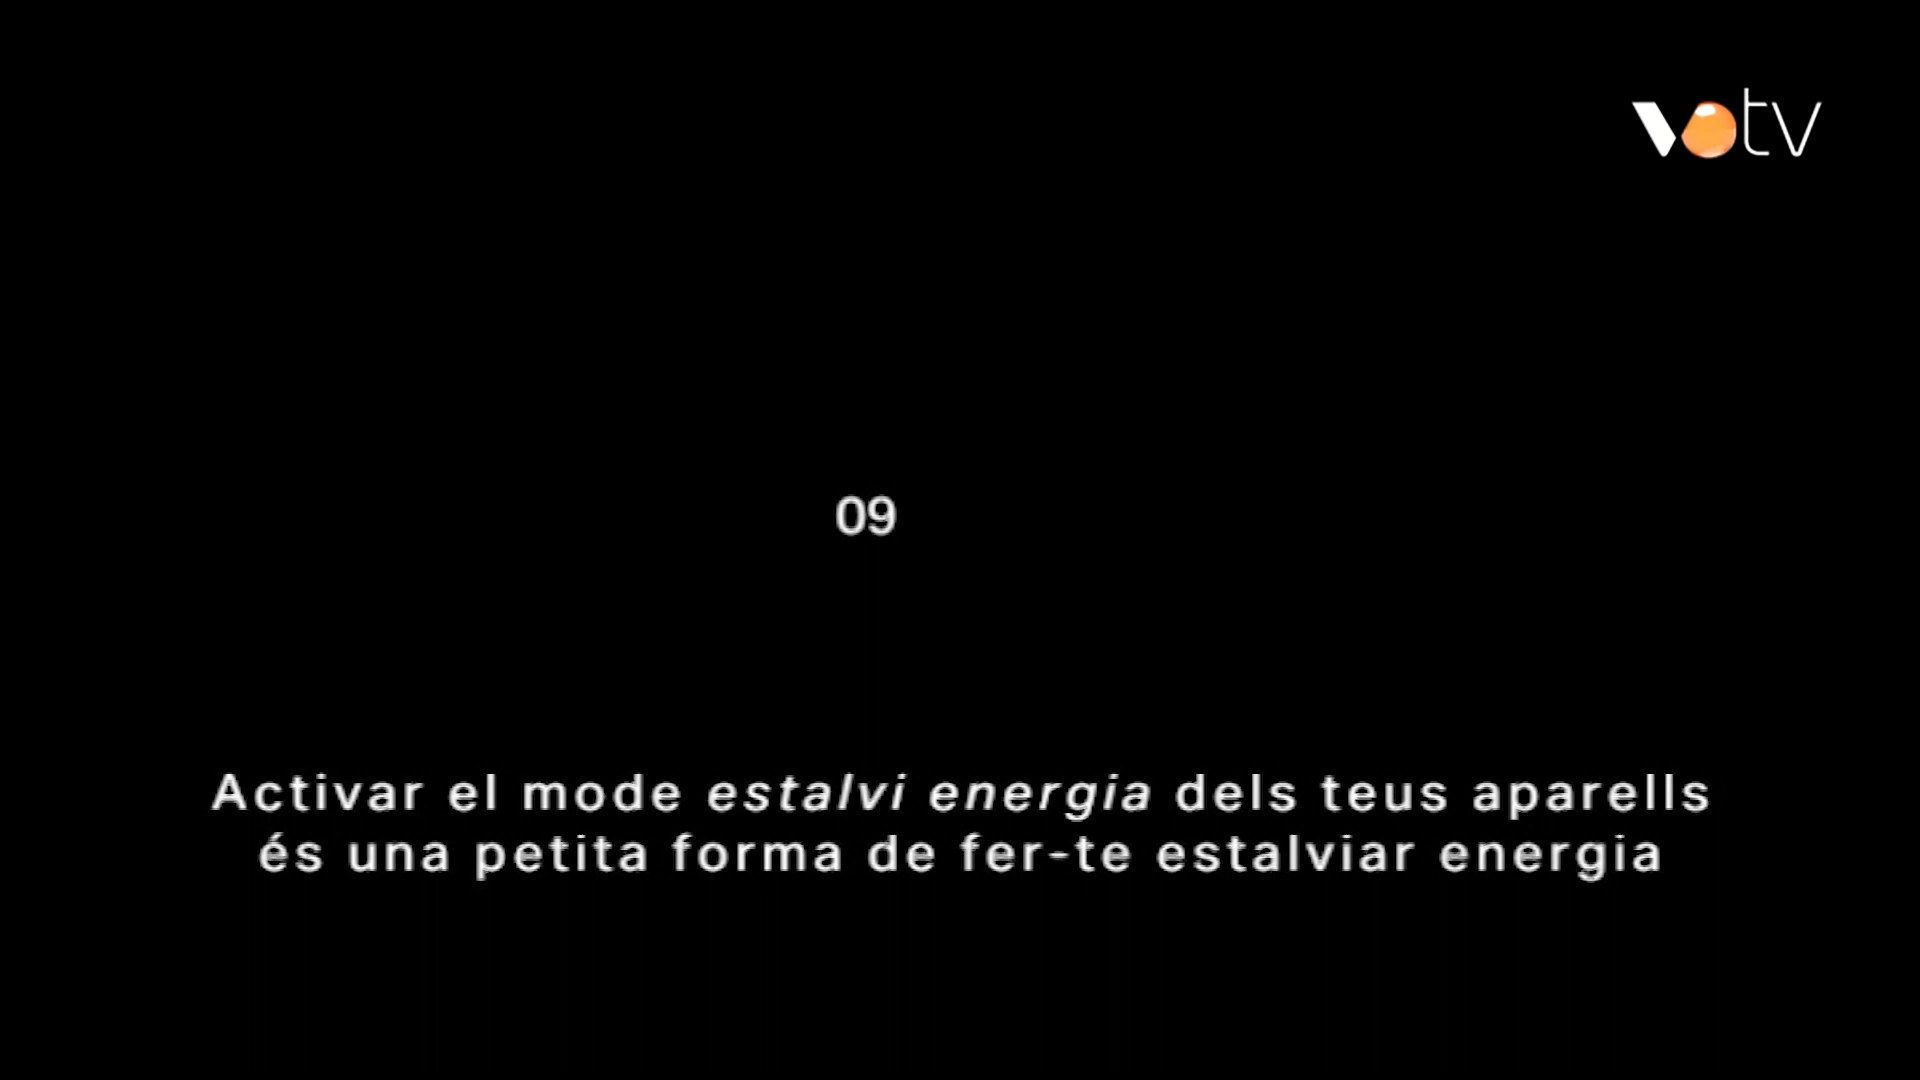 votv
09
Activar el mode estalvi energia dels teus aparells
és una petita forma de fer-te estalviar energia